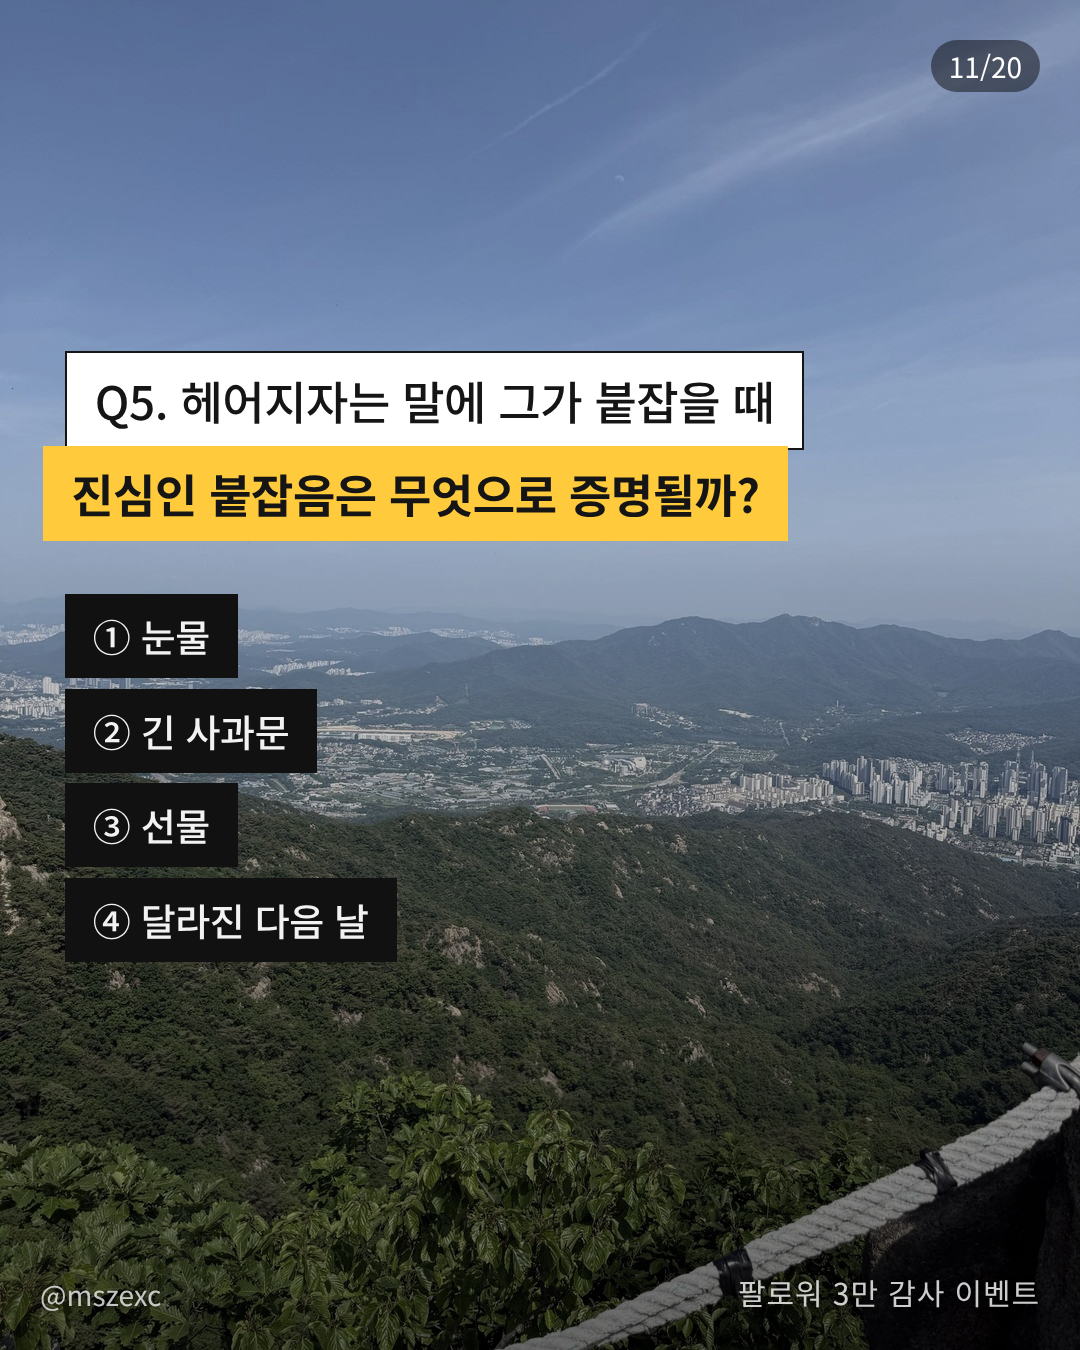 11/20
Q5. 헤어지자는 말에 그가 붙잡을 때
진심인 붙잡음은 무엇으로 증명될까?
① 눈물
② 긴 사과문
③ 선물
④ 달라진 다음 날
@mszexc
팔로워 3만 감사 이벤트